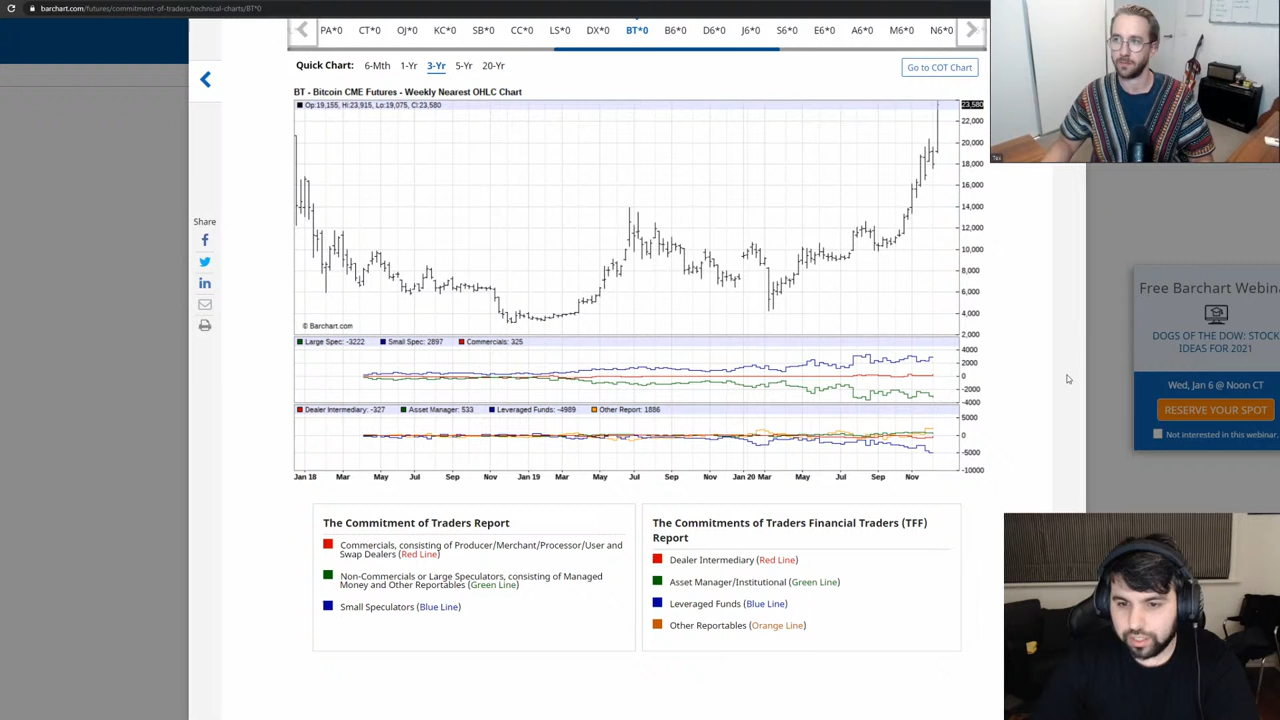 barchart.com/futures/commitment-of-traders/technical-charts/BT*0
PA*0 CT*0 OJ*0 KC*0 SB*0 CC*0 LS*0 DX*0 BT*0 B6*0 D6*0 J6*0 S6*0 E6*0 A6*0 M6*0 N6*0
Quick Chart: 6-Mth 1-Yr 3-Yr 5-Yr 20-Yr
Go to COT Chart
BT - Bitcoin CME Futures - Weekly Nearest OHLC Chart
Op:19,155, Hi:23,915, Lo:19,075, Cl:23,580
23,580
22,000
20,000
18,000
16,000
14,000
12,000
10,000
8,000
6,000
4,000
2,000
© Barchart.com
Large Spec: -3222 Small Spec: 2897 Commercials: 325
4000
2000
0
-2000
-4000
Dealer Intermediary: -327 Asset Manager: 533 Leveraged Funds: -4989 Other Report: 1886
5000
0
-5000
-10000
Jan 18 Mar May Jul Sep Nov Jan 19 Mar May Jul Sep Nov Jan 20 Mar May Jul Sep Nov
Share
The Commitment of Traders Report
Commercials, consisting of Producer/Merchant/Processor/User and
Swap Dealers (Red Line)
Non-Commercials or Large Speculators, consisting of Managed
Money and Other Reportables (Green Line)
Small Speculators (Blue Line)
The Commitments of Traders Financial Traders (TFF)
Report
Dealer Intermediary (Red Line)
Asset Manager/Institutional (Green Line)
Leveraged Funds (Blue Line)
Other Reportables (Orange Line)
Free Barchart Webina
DOGS OF THE DOW: STOCK
IDEAS FOR 2021
Wed, Jan 6 @ Noon CT
RESERVE YOUR SPOT
Not interested in this webinar.